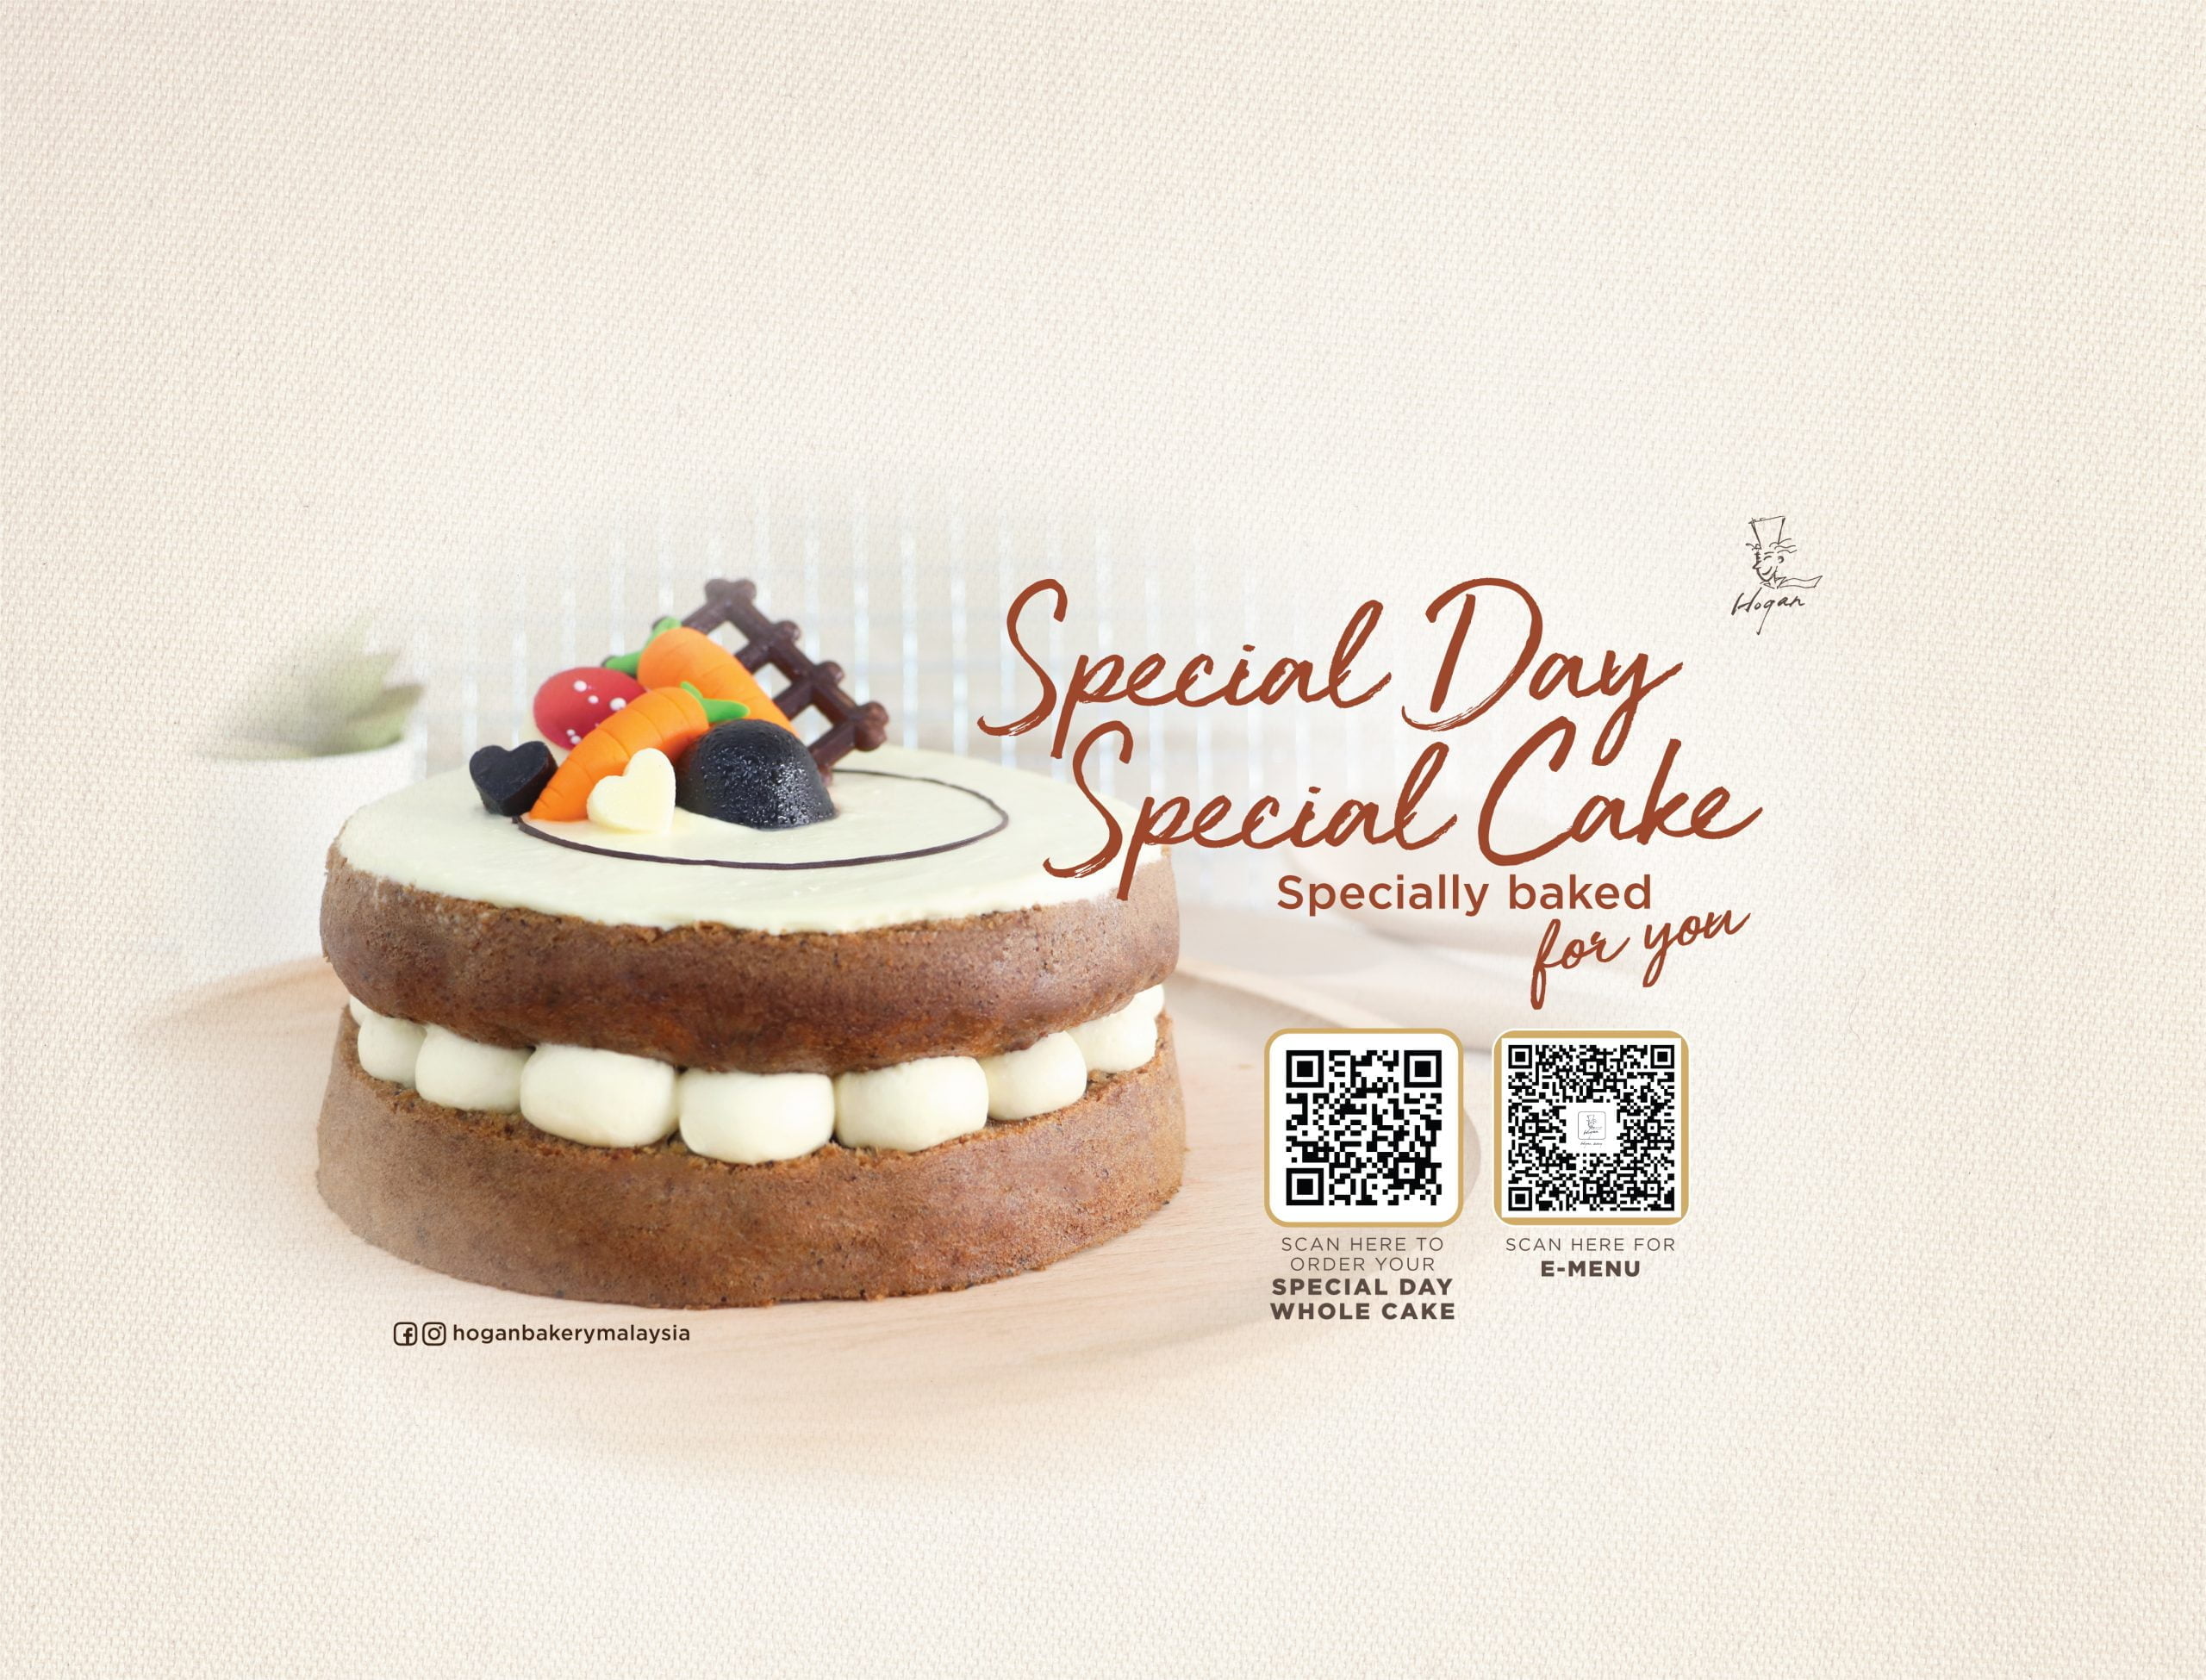 Hogan
Special Day
Special Cake
Specially baked
for you
SCAN HERE TO
ORDER YOUR
SPECIAL DAY
WHOLE CAKE
SCAN HERE FOR
E-MENU
hoganbakerymalaysia